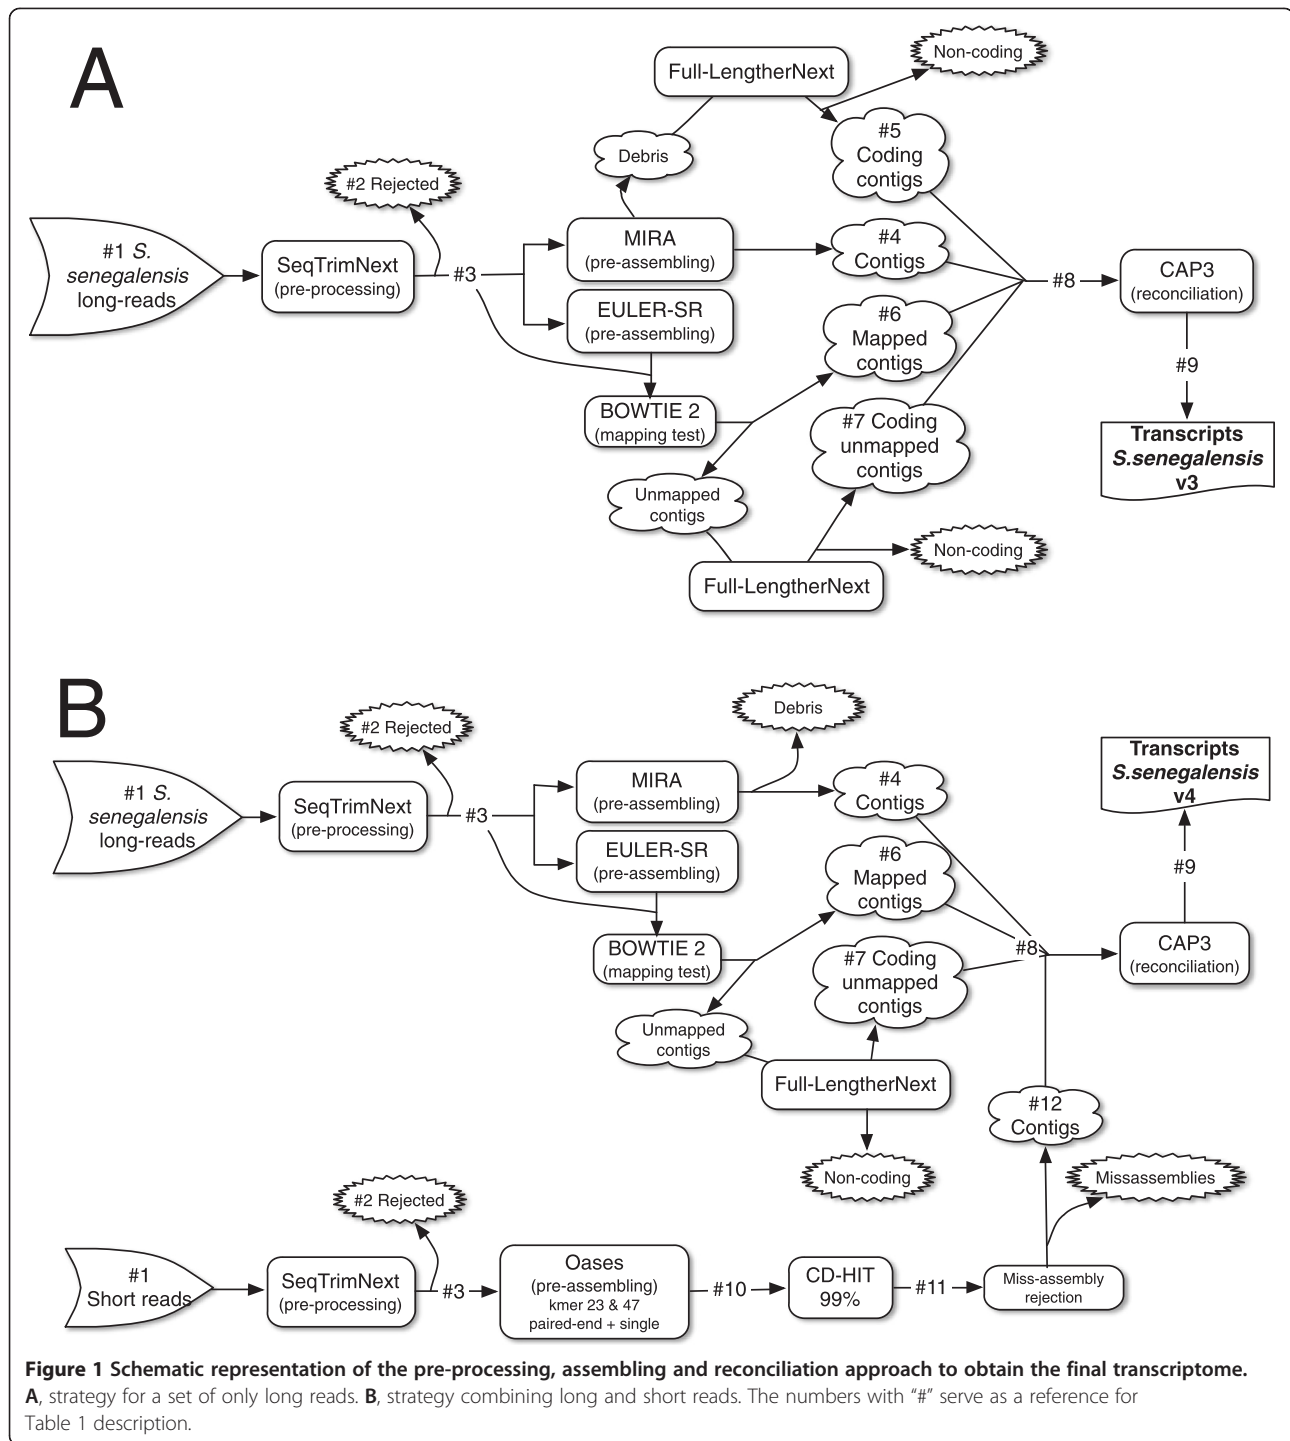 A
Full-LengtherNext
Non-coding
Debris
#5
Coding
contigs
#2 Rejected
#1 S.
senegalensis
long-reads
SeqTrimNext
(pre-processing)
#3
MIRA
(pre-assembling)
#4
Contigs
EULER-SR
(pre-assembling)
#6
Mapped
contigs
#8
CAP3
(reconciliation)
#9
BOWTIE 2
(mapping test)
#7 Coding
unmapped
contigs
Transcripts
S.senegalensis
v3
Unmapped
contigs
Non-coding
Full-LengtherNext
B
#2 Rejected
Debris
#1 S.
senegalensis
long-reads
SeqTrimNext
(pre-processing)
#3
MIRA
(pre-assembling)
#4
Contigs
Transcripts
S.senegalensis
v4
EULER-SR
(pre-assembling)
#6
Mapped
contigs
#9
BOWTIE 2
(mapping test)
#7 Coding
unmapped
contigs
#8
CAP3
(reconciliation)
Unmapped
contigs
Full-LengtherNext
#12
Contigs
Non-coding
Missassemblies
#2 Rejected
#1
Short reads
SeqTrimNext
(pre-processing)
#3
Oases
(pre-assembling)
kmer 23 & 47
paired-end + single
#10
CD-HIT
99%
#11
Miss-assembly
rejection
Figure 1 Schematic representation of the pre-processing, assembling and reconciliation approach to obtain the final transcriptome.
A, strategy for a set of only long reads. B, strategy combining long and short reads. The numbers with “#” serve as a reference for
Table 1 description.